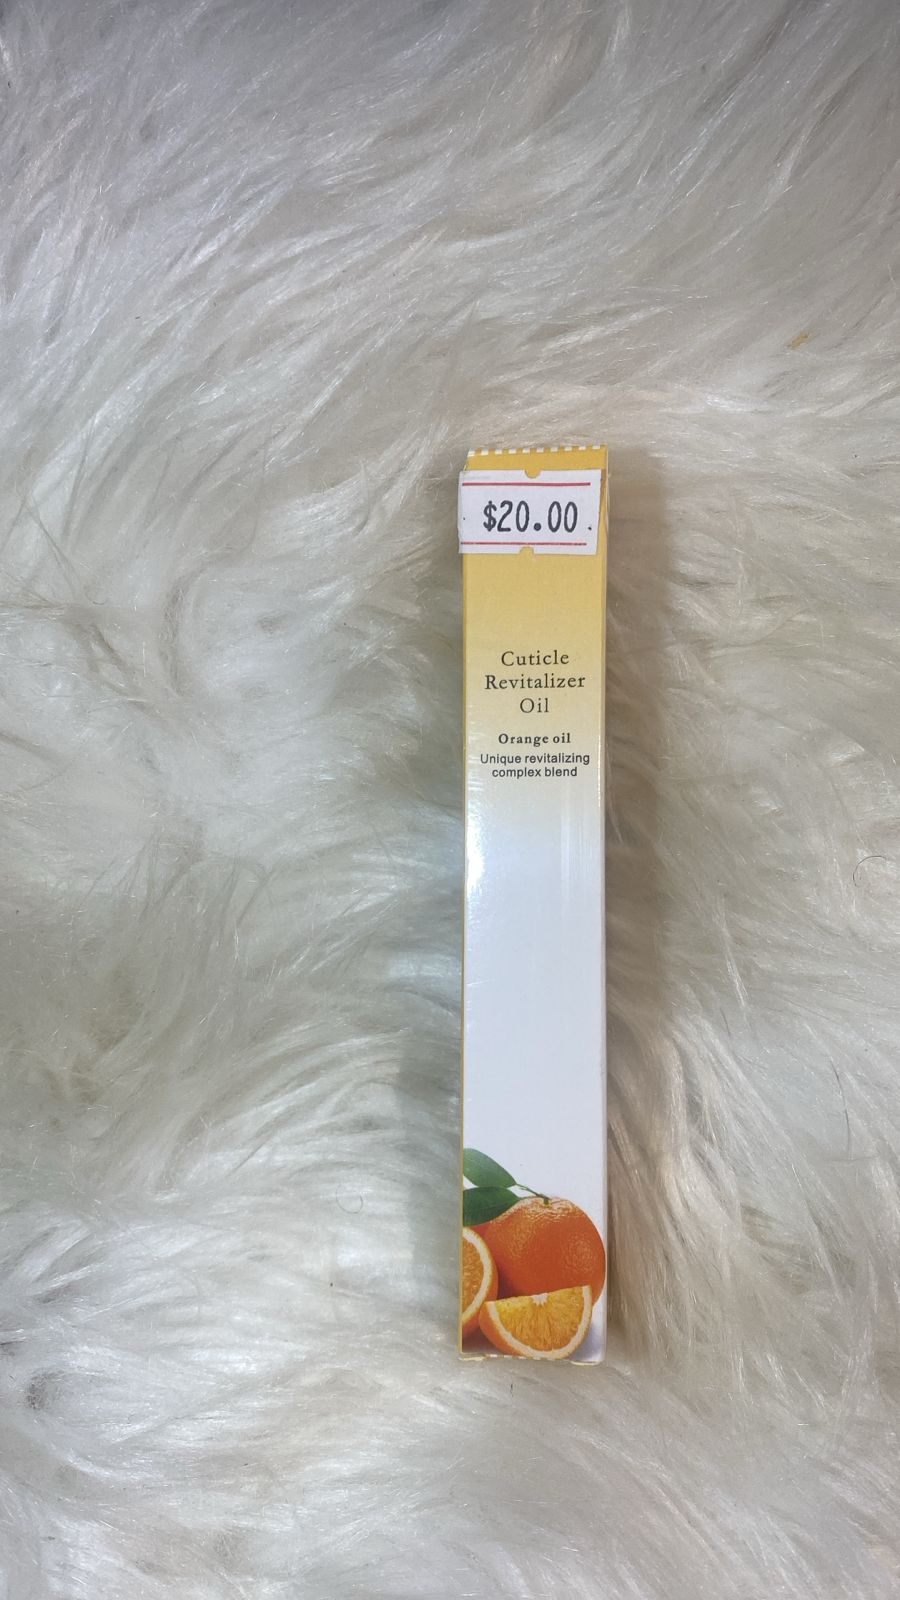 $20.00
Cuticle
Revitalizer
Oil
Orange oil
Unique revitalizing
complex blend